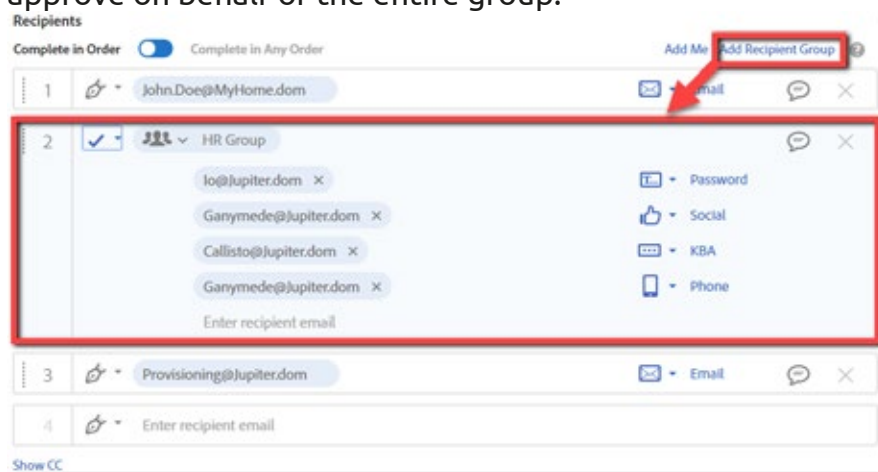 approve on behalf of the entire group.
Recipients
Complete in Order Complete in Any Order Add Me Add Recipient Group ?
1 John.Doe@MyHome.dom Email
2 HR Group
Io@Jupiter.dom × Password
Ganymede@Jupiter.dom × Social
Callisto@Jupiter.dom × KBA
Ganymede@Jupiter.dom × Phone
Enter recipient email
3 Provisioning@Jupiter.dom Email
4 Enter recipient email
Show CC